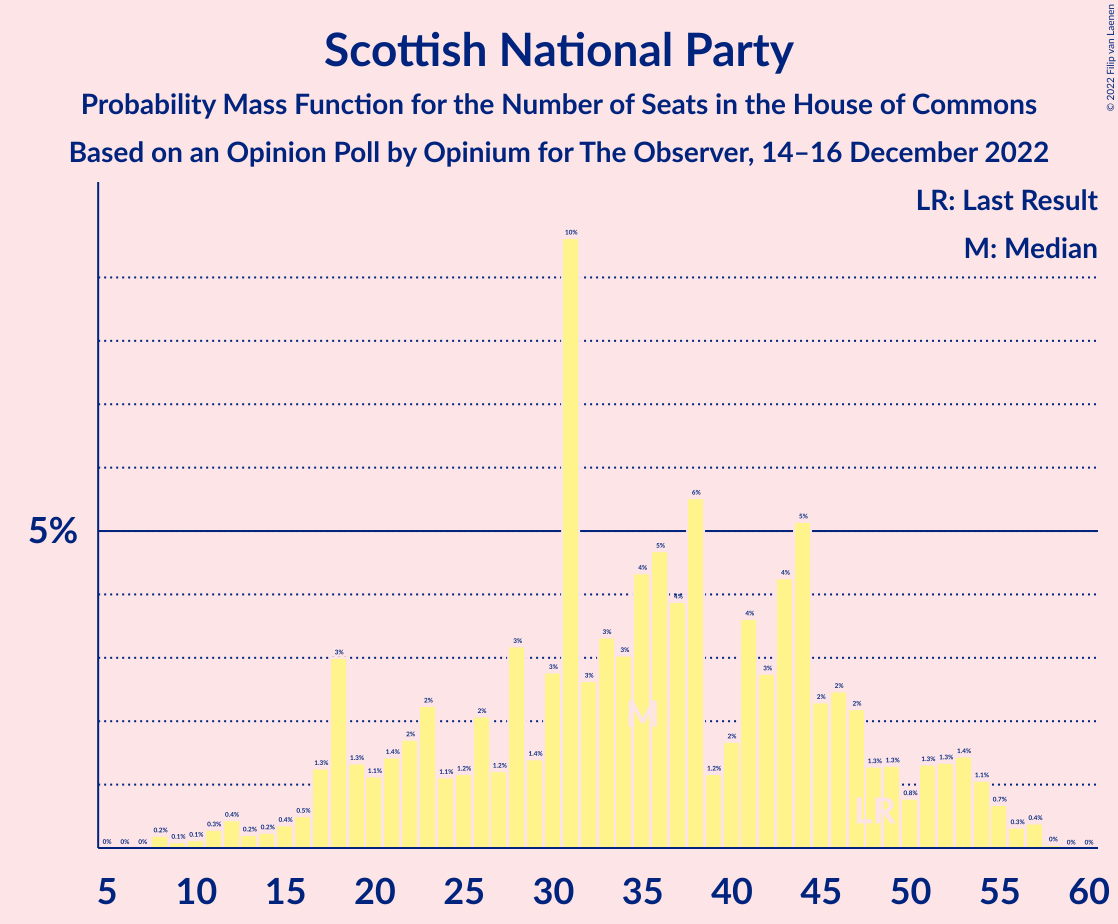 Scottish National Party
Probability Mass Function for the Number of Seats in the House of Commons
Based on an Opinion Poll by Opinium for The Observer, 14–16 December 2022
© 2022 Filip van Laenen
LR: Last Result
M: Median
5%
0% 0% 0% 0.2% 0.1% 0.1% 0.3% 0.4% 0.2% 0.2% 0.4% 0.5% 1.3% 3% 1.3% 1.1% 1.4% 2% 2% 1.1% 1.2% 2% 1.2% 3% 1.4% 3% 10% 3% 3% 3% 4% 5% 4% 6% 1.2% 2% 4% 3% 4% 5% 2% 2% 2% 1.3% 1.3% 0.8% 1.3% 1.3% 1.4% 1.1% 0.7% 0.3% 0.4% 0% 0% 0%
M
LR
5 10 15 20 25 30 35 40 45 50 55 60